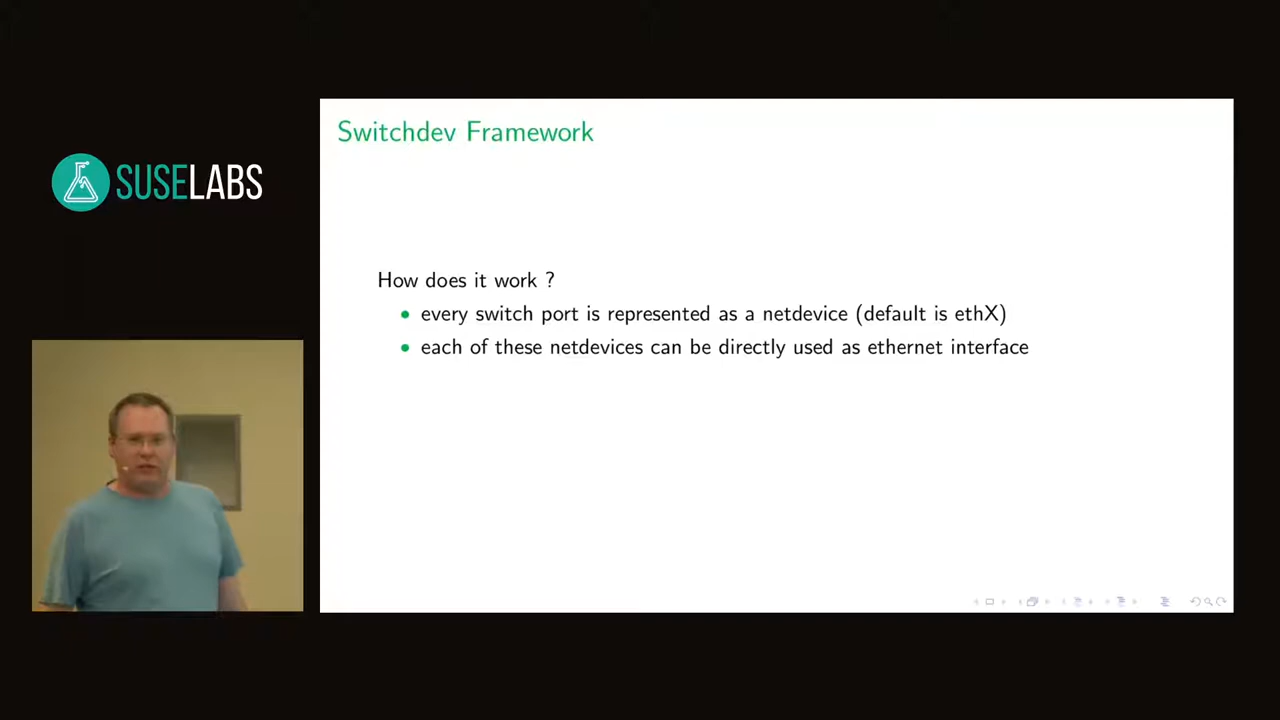 SUSELABS
Switchdev Framework
How does it work ?
• every switch port is represented as a netdevice (default is ethX)
• each of these netdevices can be directly used as ethernet interface